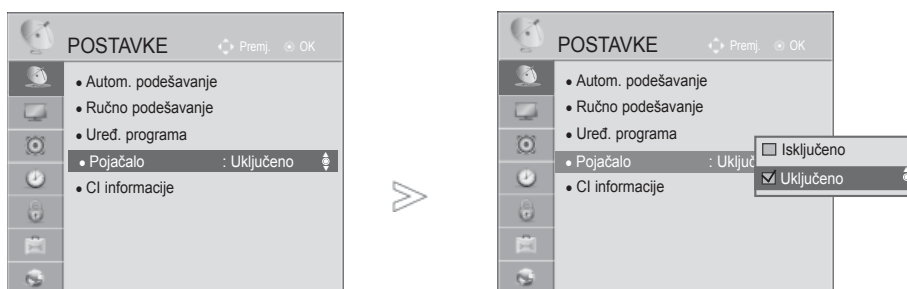 POSTAVKE Premj. OK
• Autom. podešavanje
• Ručno podešavanje
• Uređ. programa
• Pojačalo : Uključeno
• CI informacije
POSTAVKE Premj. OK
• Autom. podešavanje
• Ručno podešavanje
• Uređ. programa
• Pojačalo : Uključ
• CI informacije
Isključeno
Uključeno